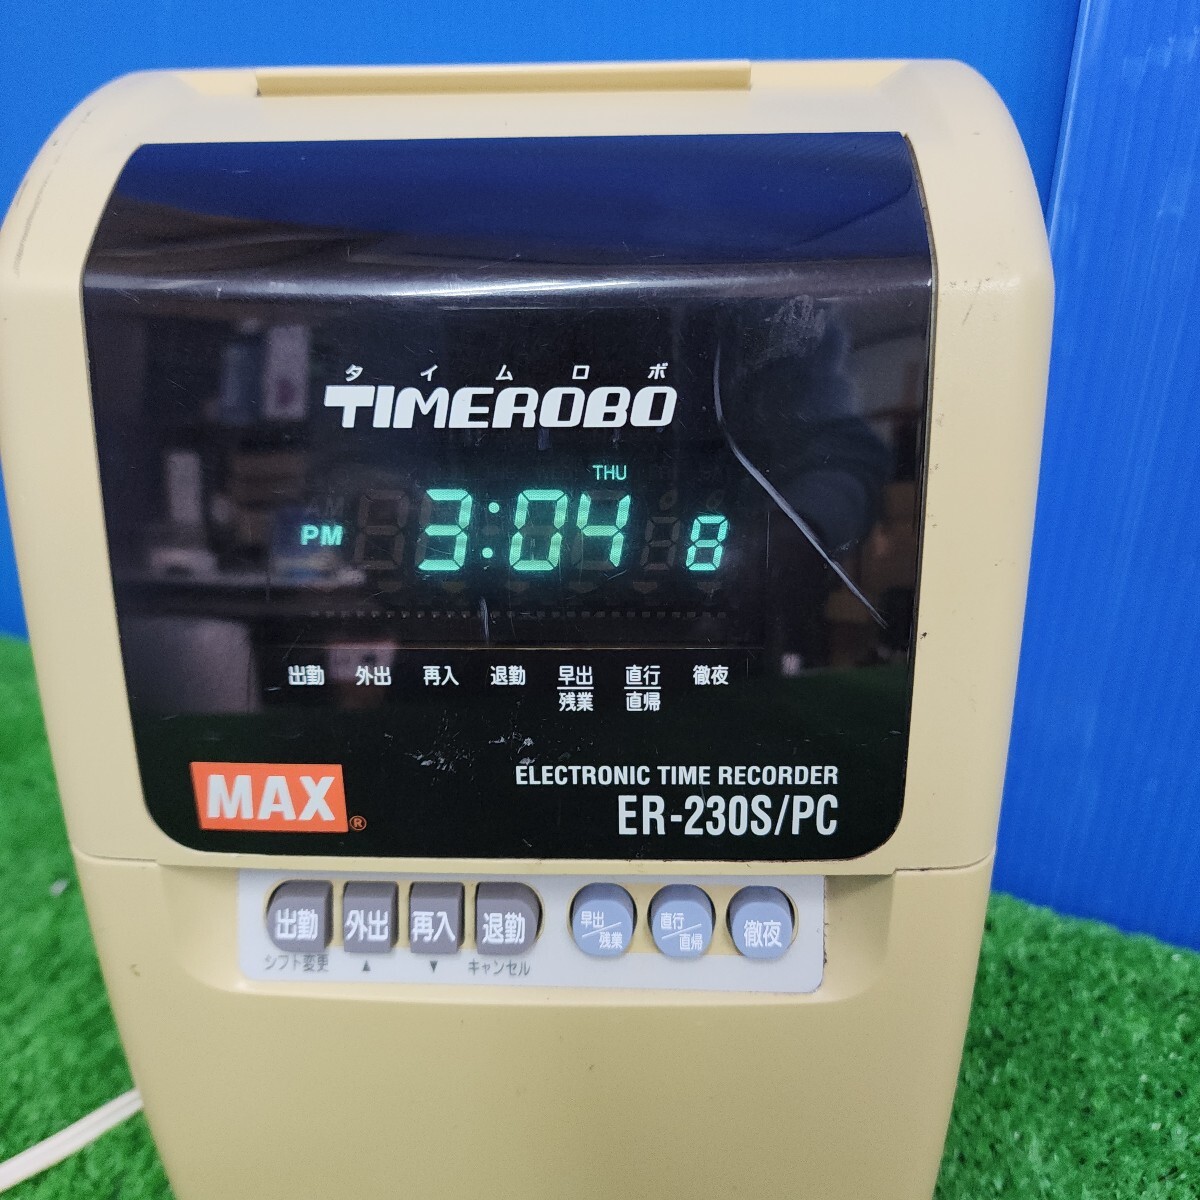 タイムロボ
TIMEROBO
THU
AM
PM 3:04 8
出勤 外出 再入 退勤 早出/残業 直行/直帰 徹夜
MAX®
ELECTRONIC TIME RECORDER
ER-230S/PC
出勤 外出 再入 退勤 早出/残業 直行/直帰 徹夜
シフト変更 ▲ ▼ キャンセル